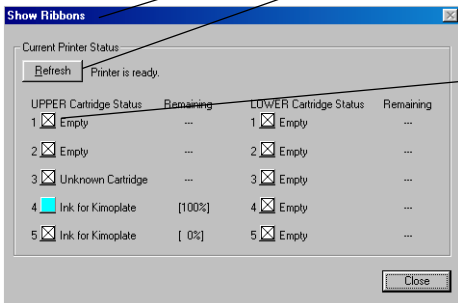 Show Ribbons
Current Printer Status
Refresh Printer is ready.
UPPER Cartridge Status Remaining LOWER Cartridge Status Remaining
1 Empty --- 1 Empty ---
2 Empty --- 2 Empty ---
3 Unknown Cartridge --- 3 Empty ---
4 Ink for Kimoplate [100%] 4 Empty ---
5 Ink for Kimoplate [ 0%] 5 Empty ---
Close